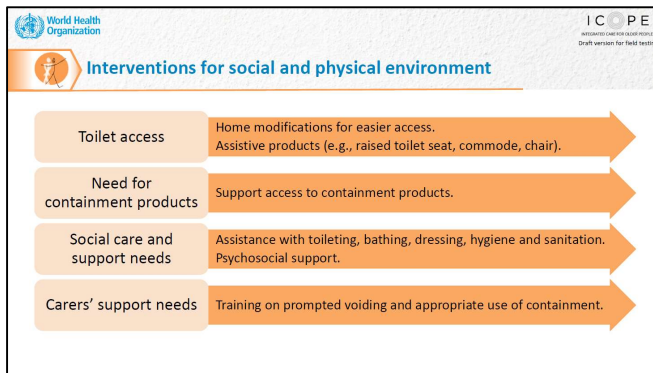 World Health
Organization
ICOPE
INTEGRATED CARE FOR OLDER PEOPLE
Draft version for field testin
Interventions for social and physical environment
Toilet access
Home modifications for easier access.
Assistive products (e.g., raised toilet seat, commode, chair).
Need for
containment products
Support access to containment products.
Social care and
support needs
Assistance with toileting, bathing, dressing, hygiene and sanitation.
Psychosocial support.
Carers’ support needs
Training on prompted voiding and appropriate use of containment.